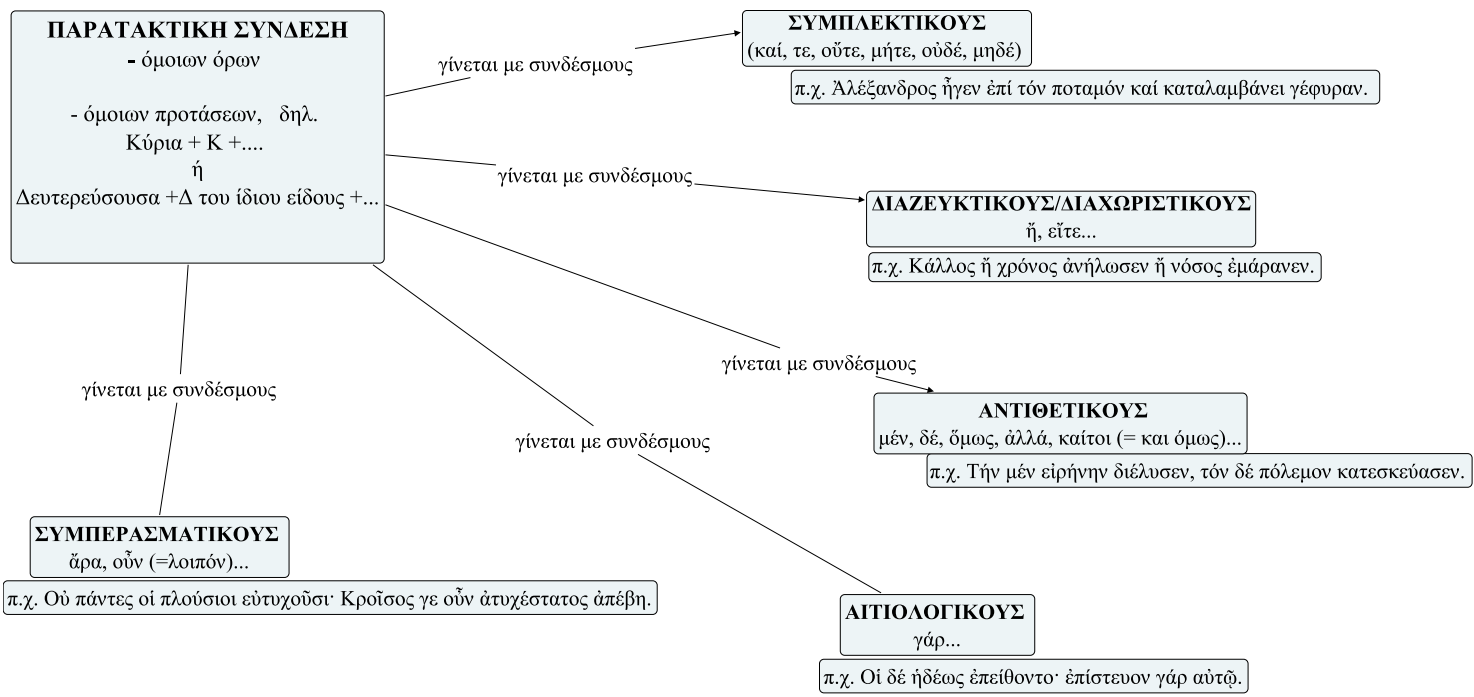 ΠΑΡΑΤΑΚΤΙΚΗ ΣΥΝΔΕΣΗ
- όμοιων όρων
- όμοιων προτάσεων, δηλ.
Κύρια + Κ +....
ή
Δευτερεύσουσα +Δ του ίδιου είδους +...
γίνεται με συνδέσμους
ΣΥΜΠΛΕΚΤΙΚΟΥΣ
(καί, τε, οὔτε, μήτε, οὐδέ, μηδέ)
π.χ. Ἀλέξανδρος ἦγεν ἐπί τόν ποταμόν καί καταλαμβάνει γέφυραν.
γίνεται με συνδέσμους
ΔΙΑΖΕΥΚΤΙΚΟΥΣ/ΔΙΑΧΩΡΙΣΤΙΚΟΥΣ
ἤ, εἴτε...
π.χ. Κάλλος ἤ χρόνος ἀνήλωσεν ἤ νόσος ἐμάρανεν.
γίνεται με συνδέσμους
ΑΝΤΙΘΕΤΙΚΟΥΣ
μέν, δέ, ὅμως, ἀλλά, καίτοι (= και όμως)...
π.χ. Τήν μέν εἰρήνην διέλυσεν, τόν δέ πόλεμον κατεσκεύασεν.
γίνεται με συνδέσμους
ΑΙΤΙΟΛΟΓΙΚΟΥΣ
γάρ...
π.χ. Οἱ δέ ἡδέως ἐπείθοντο· ἐπίστευον γάρ αὐτῷ.
γίνεται με συνδέσμους
ΣΥΜΠΕΡΑΣΜΑΤΙΚΟΥΣ
ἄρα, οὖν (=λοιπόν)...
π.χ. Οὐ πάντες οἱ πλούσιοι εὐτυχοῦσι· Κροῖσος γε οὖν ἀτυχέστατος ἀπέβη.